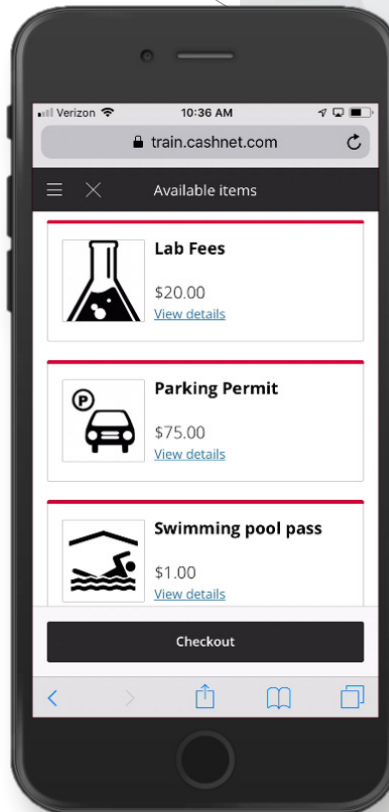 Verizon 10:36 AM
train.cashnet.com
Available items
Lab Fees
$20.00
View details
P
Parking Permit
$75.00
View details
Swimming pool pass
$1.00
View details
Checkout